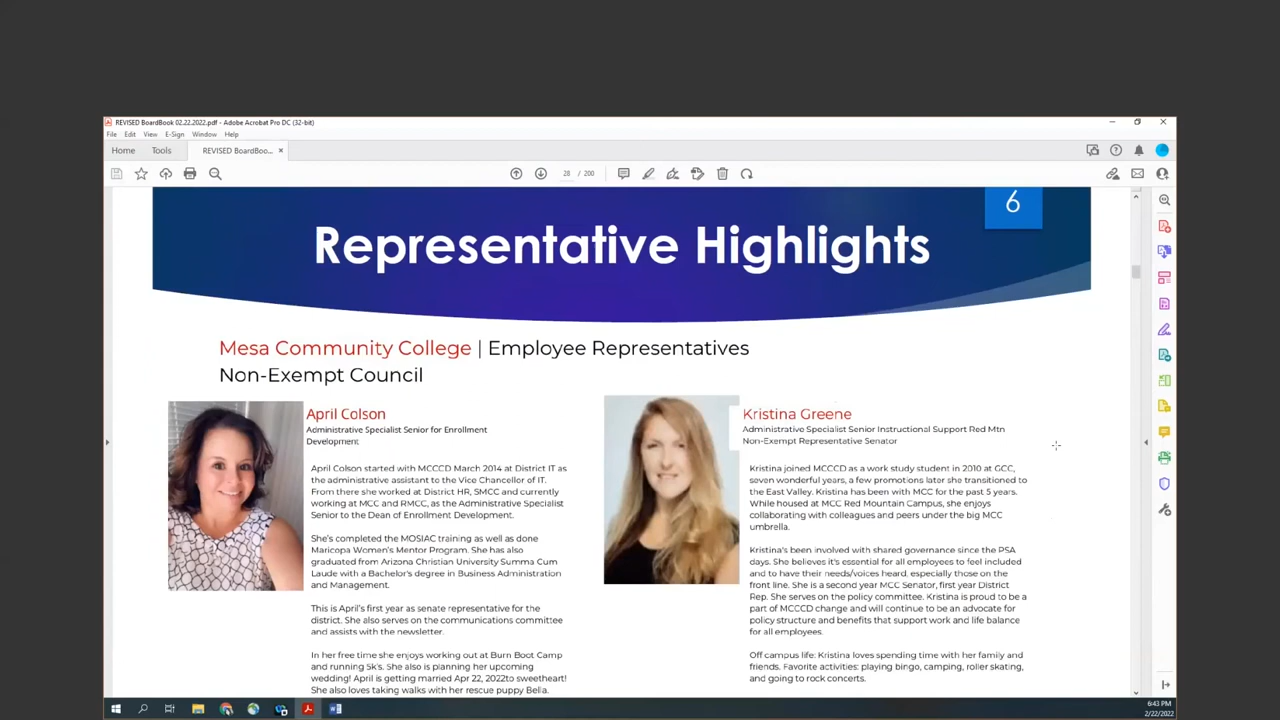 REVISED BoardBook 02.22.2022.pdf - Adobe Acrobat Pro DC (32-bit)
File Edit View E-Sign Window Help
Home Tools REVISED BoardBoo... ×
28 / 200
6
Representative Highlights
Mesa Community College | Employee Representatives
Non-Exempt Council
April Colson
Administrative Specialist Senior for Enrollment
Development
April Colson started with MCCCD March 2014 at District IT as
the administrative assistant to the Vice Chancellor of IT.
From there she worked at District HR, SMCC and currently
working at MCC and RMCC, as the Administrative Specialist
Senior to the Dean of Enrollment Development.
She's completed the MOSIAC training as well as done
Maricopa Women's Mentor Program. She has also
graduated from Arizona Christian University Summa Cum
Laude with a Bachelor's degree in Business Administration
and Management.
This is April's first year as senate representative for the
district. She also serves on the communications committee
and assists with the newsletter.
In her free time she enjoys working out at Burn Boot Camp
and running 5k's. She also is planning her upcoming
wedding! April is getting married Apr 22, 2022to sweetheart!
She also loves taking walks with her rescue puppy Bella.
Kristina Greene
Administrative Specialist Senior Instructional Support Red Mtn
Non-Exempt Representative Senator
Kristina joined MCCCD as a work study student in 2010 at GCC,
seven wonderful years, a few promotions later she transitioned to
the East Valley. Kristina has been with MCC for the past 5 years.
While housed at MCC Red Mountain Campus, she enjoys
collaborating with colleagues and peers under the big MCC
umbrella.
Kristina's been involved with shared governance since the PSA
days. She believes it's essential for all employees to feel included
and to have their needs/voices heard, especially those on the
front line. She is a second year MCC Senator, first year District
Rep. She serves on the policy committee. Kristina is proud to be a
part of MCCCD change and will continue to be an advocate for
policy structure and benefits that support work and life balance
for all employees.
Off campus life: Kristina loves spending time with her family and
friends. Favorite activities: playing bingo, camping, roller skating,
and going to rock concerts.
6:43 PM
2/22/2022